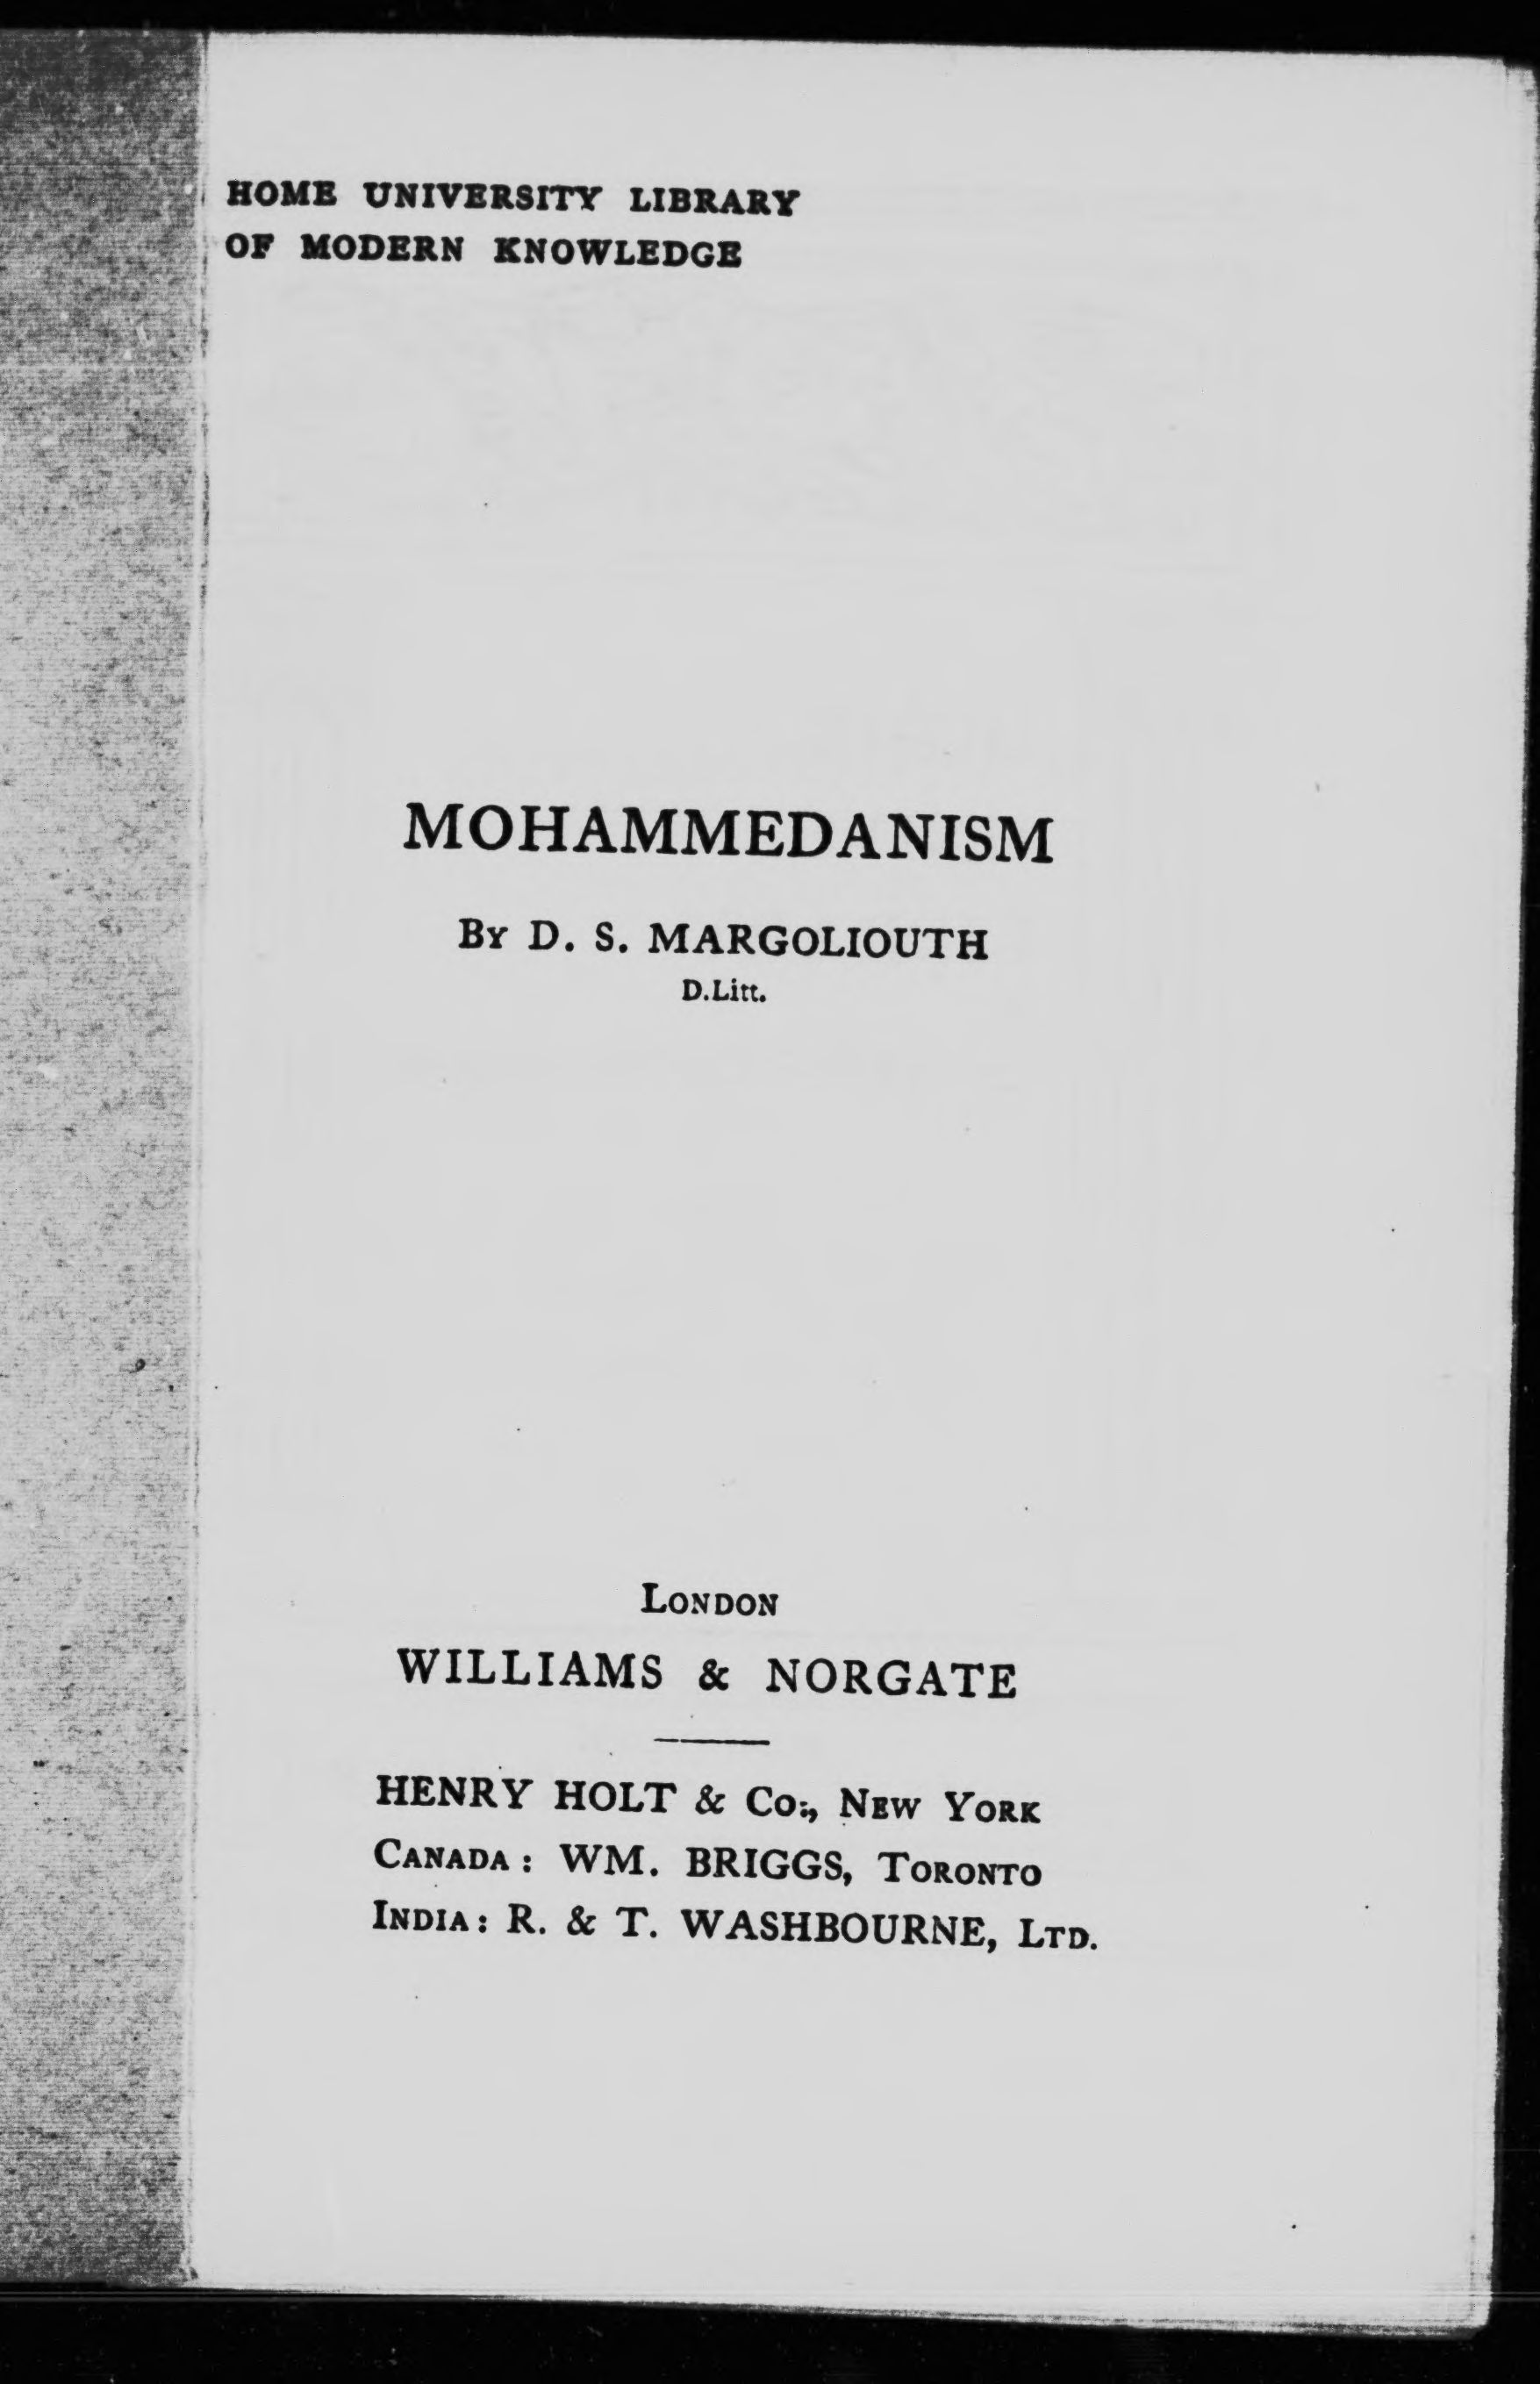 HOME UNIVERSITY LIBRARY
OF MODERN KNOWLEDGE
MOHAMMEDANISM
By D. S. MARGOLIOUTH
D.Litt.
London
WILLIAMS & NORGATE
HENRY HOLT & Co., New York
Canada: WM. BRIGGS, Toronto
India: R. & T. WASHBOURNE, Ltd.